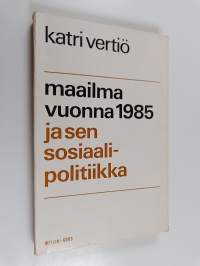 katri vertiö
maailma
vuonna 1985
ja sen
sosiaali-
politiikka